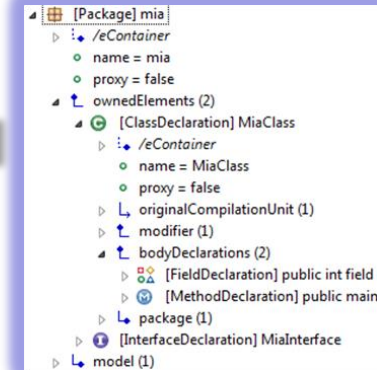 [Package] mia
/eContainer
name = mia
proxy = false
ownedElements (2)
[ClassDeclaration] MiaClass
/eContainer
name = MiaClass
proxy = false
originalCompilationUnit (1)
modifier (1)
bodyDeclarations (2)
[FieldDeclaration] public int field
[MethodDeclaration] public main
package (1)
[InterfaceDeclaration] MiaInterface
model (1)